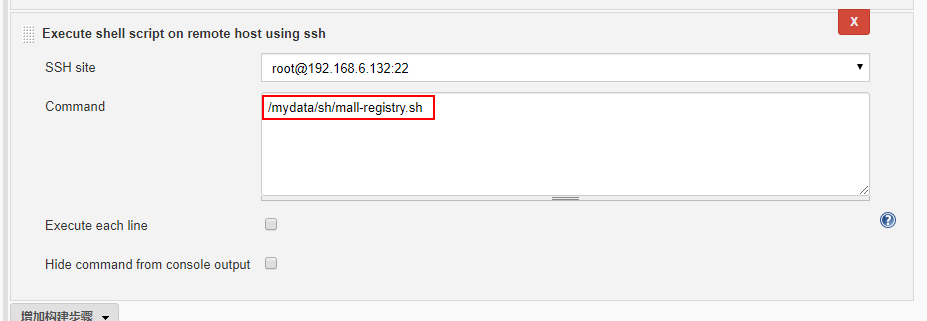 X
Execute shell script on remote host using ssh
SSH site
root@192.168.6.132:22
Command
/mydata/sh/mall-registry.sh
Execute each line
?
Hide command from console output
增加构建步骤